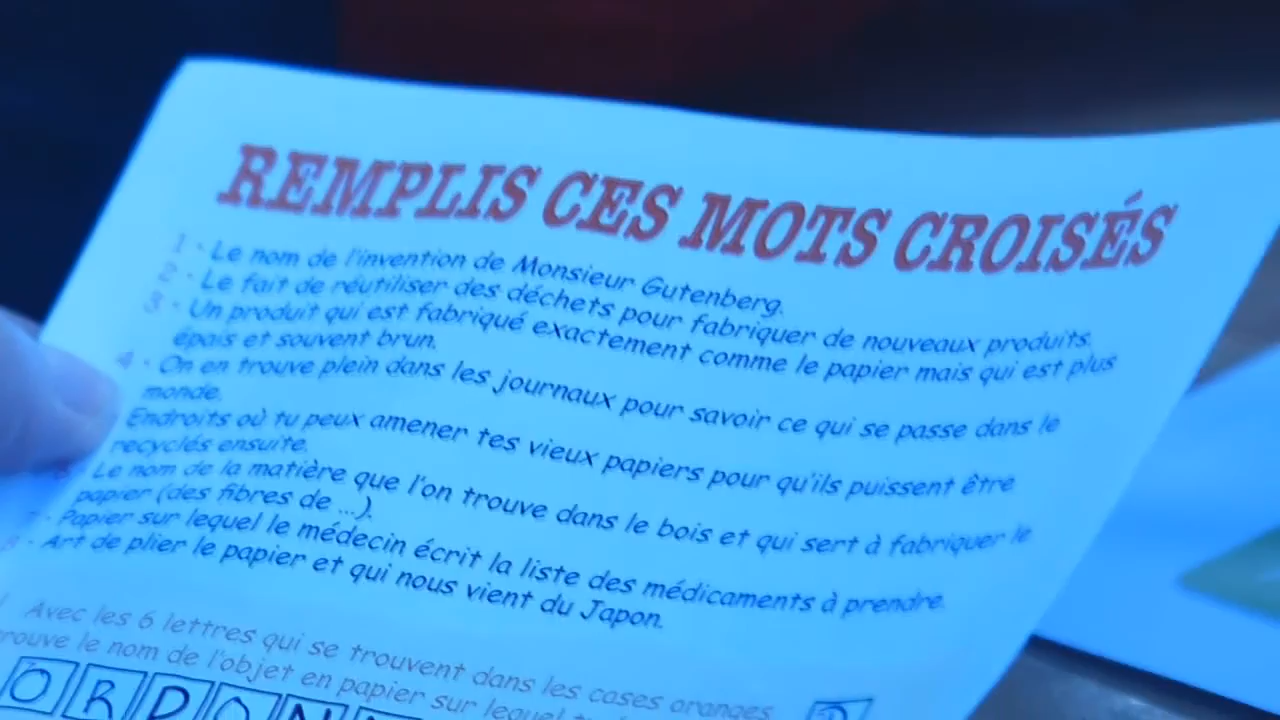 REMPLIS CES MOTS CROISÉS
1 - Le nom de l'invention de Monsieur Gutenberg.
2 - Le fait de réutiliser des déchets pour fabriquer de nouveaux produits.
3 - Un produit qui est fabriqué exactement comme le papier mais qui est plus
épais et souvent brun.
4 - On en trouve plein dans les journaux pour savoir ce qui se passe dans le
monde.
Endroits où tu peux amener tes vieux papiers pour qu'ils puissent être
recyclés ensuite.
Le nom de la matière que l'on trouve dans le bois et qui sert à fabriquer le
papier (des fibres de ...).
- Papier sur lequel le médecin écrit la liste des médicaments à prendre.
- Art de plier le papier et qui nous vient du Japon.
Avec les 6 lettres qui se trouvent dans les cases oranges
le nom de l'objet en papier sur lequel
ORDON